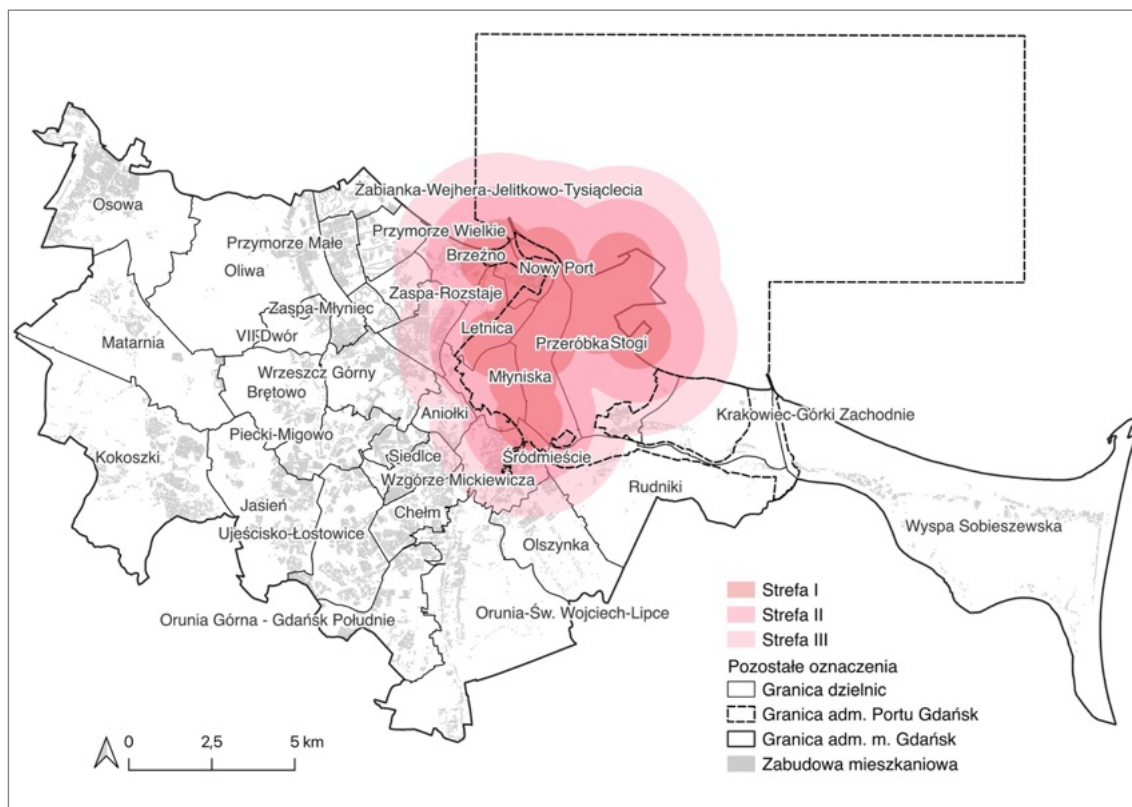 Żabianka-Wejhera-Jelitkowo-Tysiąclecia
Osowa
Przymorze Małe
Przymorze Wielkie
Oliwa
Brzeźno
Nowy Port
Zaspa-Rozstaje
Zaspa-Młyniec
Letnica
VII Dwór
Matarnia
Przeróbka
Stogi
Wrzeszcz Górny
Młyniska
Brętowo
Aniołki
Krakowiec-Górki Zachodnie
Piecki-Migowo
Kokoszki
Siedlce
Śródmieście
Wzgórze Mickiewicza
Rudniki
Jasień
Chełm
Wyspa Sobieszewska
Ujeścisko-Łostowice
Olszynka
Orunia Górna - Gdańsk Południe
Orunia-Św. Wojciech-Lipce
Strefa I
Strefa II
Strefa III
Pozostałe oznaczenia
Granica dzielnic
Granica adm. Portu Gdańsk
Granica adm. m. Gdańsk
Zabudowa mieszkaniowa
0 2,5 5 km